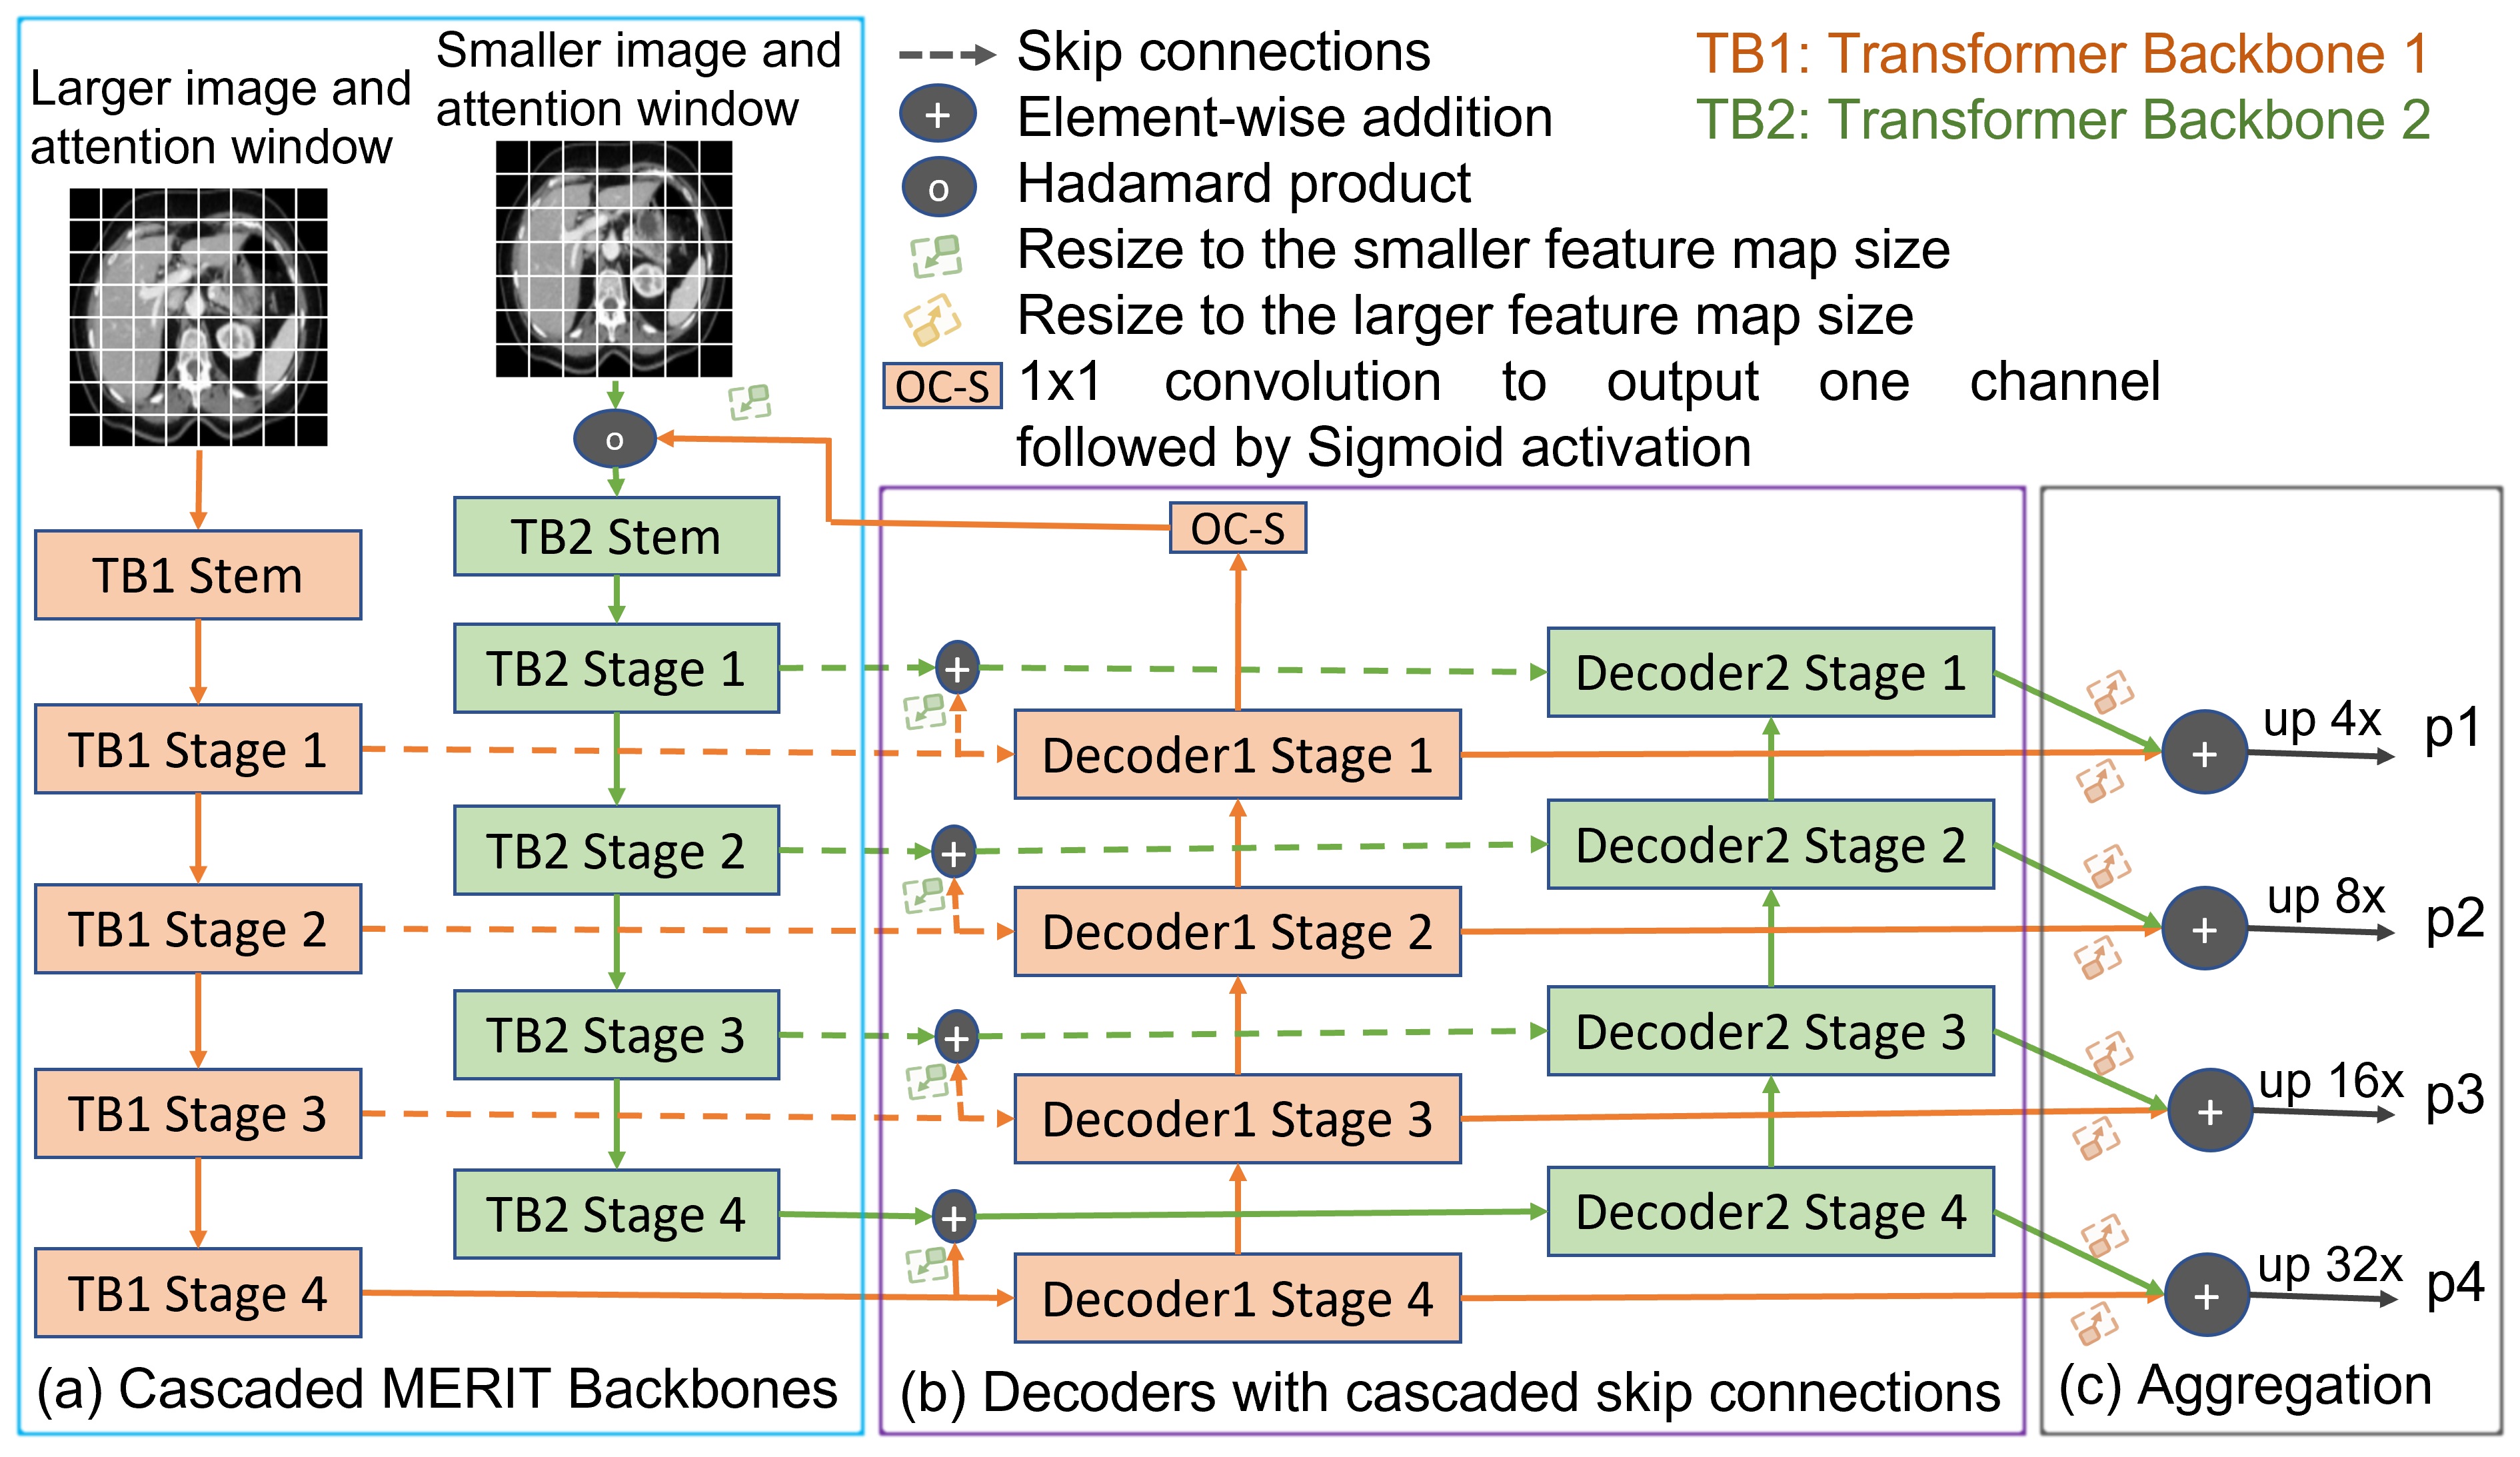 Larger image and
attention window
Smaller image and
attention window
Skip connections
+
Element-wise addition
o
Hadamard product
Resize to the smaller feature map size
Resize to the larger feature map size
OC-S
1x1 convolution to output one channel
followed by Sigmoid activation
TB1: Transformer Backbone 1
TB2: Transformer Backbone 2
o
TB1 Stem
TB1 Stage 1
TB1 Stage 2
TB1 Stage 3
TB1 Stage 4
TB2 Stem
TB2 Stage 1
TB2 Stage 2
TB2 Stage 3
TB2 Stage 4
(a) Cascaded MERIT Backbones
OC-S
+
+
+
+
Decoder1 Stage 1
Decoder1 Stage 2
Decoder1 Stage 3
Decoder1 Stage 4
Decoder2 Stage 1
Decoder2 Stage 2
Decoder2 Stage 3
Decoder2 Stage 4
(b) Decoders with cascaded skip connections
+
up 4x
p1
+
up 8x
p2
+
up 16x
p3
+
up 32x
p4
(c) Aggregation